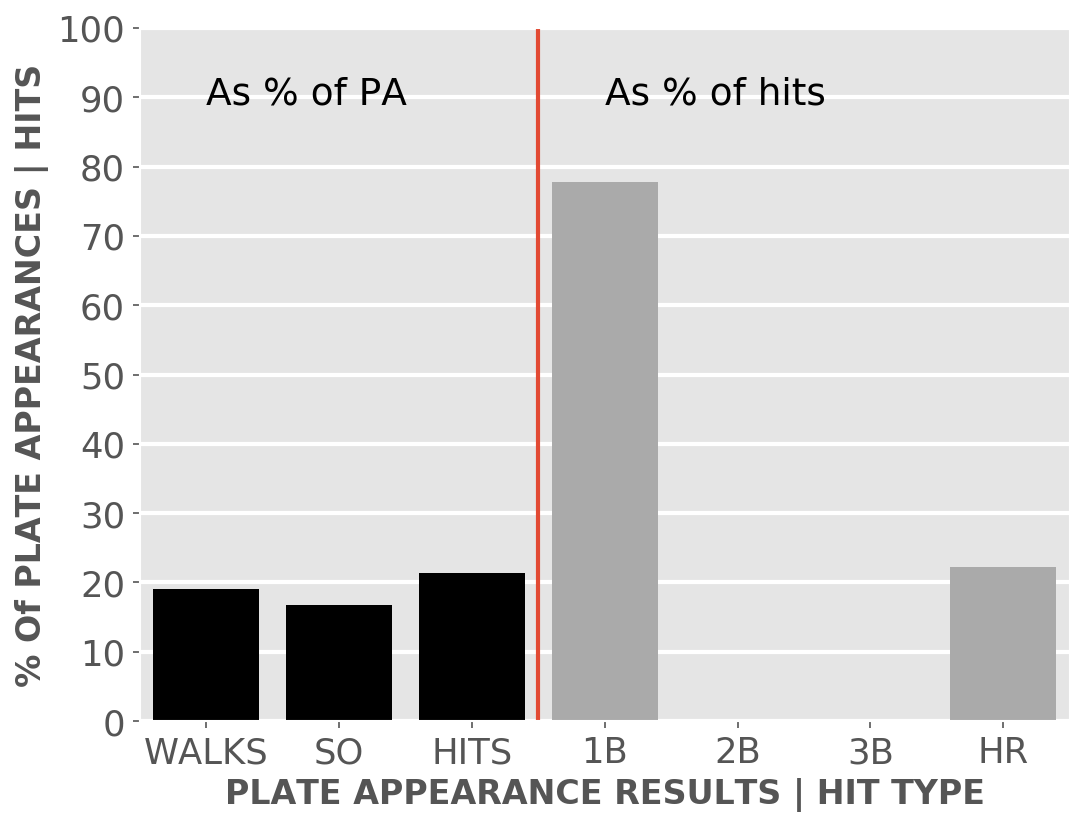 % Of PLATE APPEARANCES | HITS
100
90
80
70
60
50
40
30
20
10
0
As % of PA
As % of hits
WALKS SO HITS 1B 2B 3B HR
PLATE APPEARANCE RESULTS | HIT TYPE